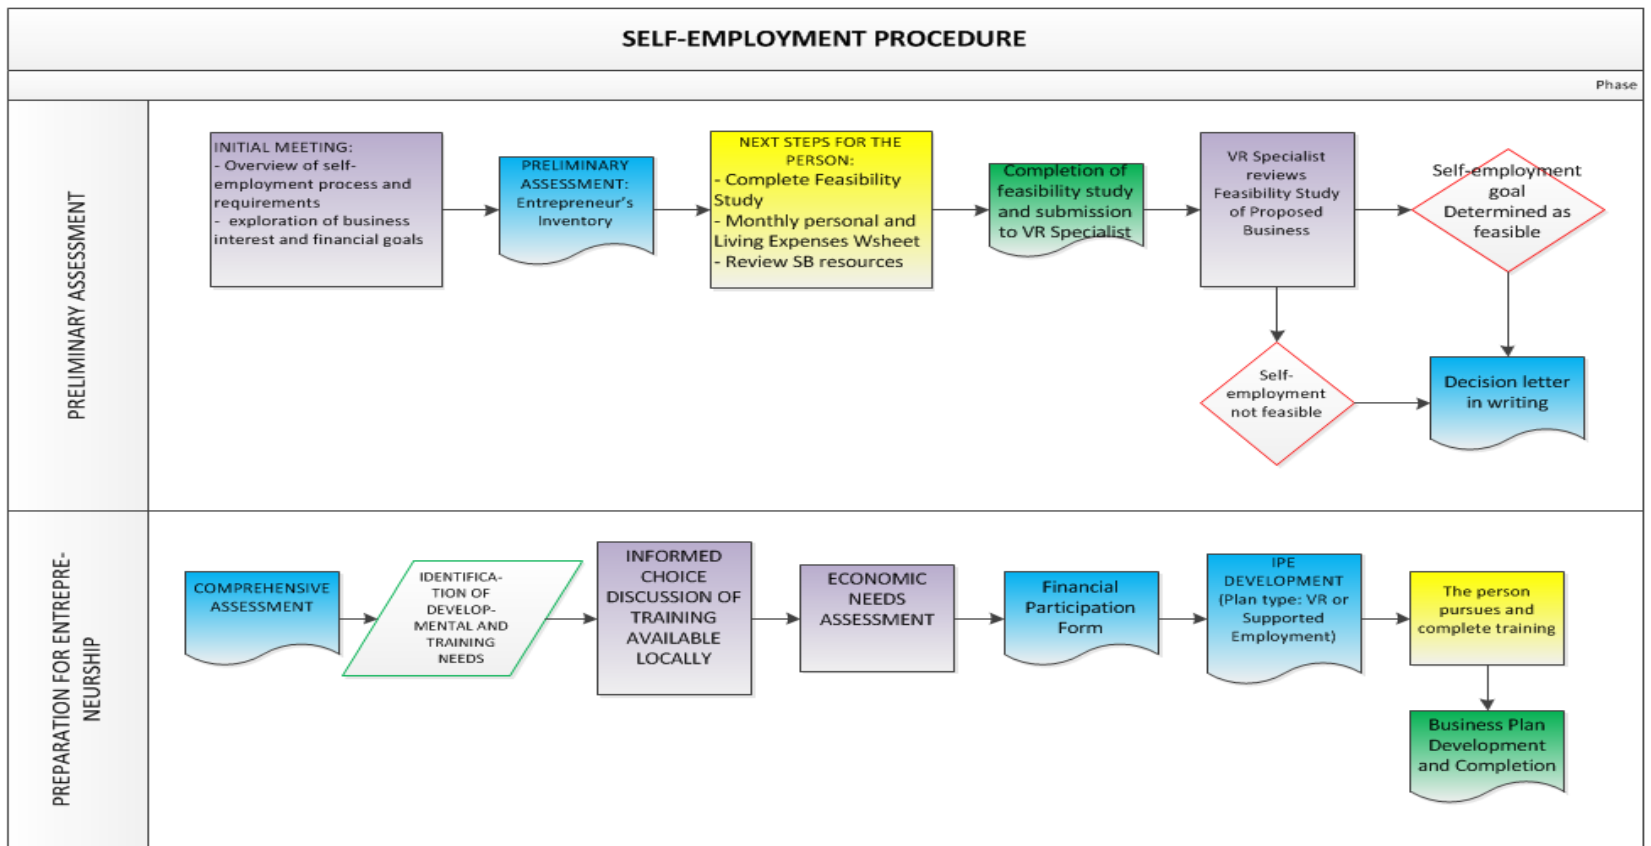 SELF-EMPLOYMENT PROCEDURE
Phase
PRELIMINARY ASSESSMENT
INITIAL MEETING:
- Overview of self-
employment process and
requirements
- exploration of business
interest and financial goals
PRELIMINARY
ASSESSMENT:
Entrepreneur's
Inventory
NEXT STEPS FOR THE
PERSON:
- Complete Feasibility
Study
- Monthly personal and
Living Expenses Wsheet
- Review SB resources
Completion of
feasibility study
and submission
to VR Specialist
VR Specialist
reviews
Feasibility Study
of Proposed
Business
Self-employment
goal
Determined as
feasible
Self-
employment
not feasible
Decision letter
in writing
PREPARATION FOR ENTREPRE-
NEURSHIP
COMPREHENSIVE
ASSESSMENT
IDENTIFICA-
TION OF
DEVELOP-
MENTAL AND
TRAINING
NEEDS
INFORMED
CHOICE
DISCUSSION OF
TRAINING
AVAILABLE
LOCALLY
ECONOMIC
NEEDS
ASSESSMENT
Financial
Participation
Form
IPE
DEVELOPMENT
(Plan type: VR or
Supported
Employment)
The person
pursues and
complete training
Business Plan
Development
and Completion